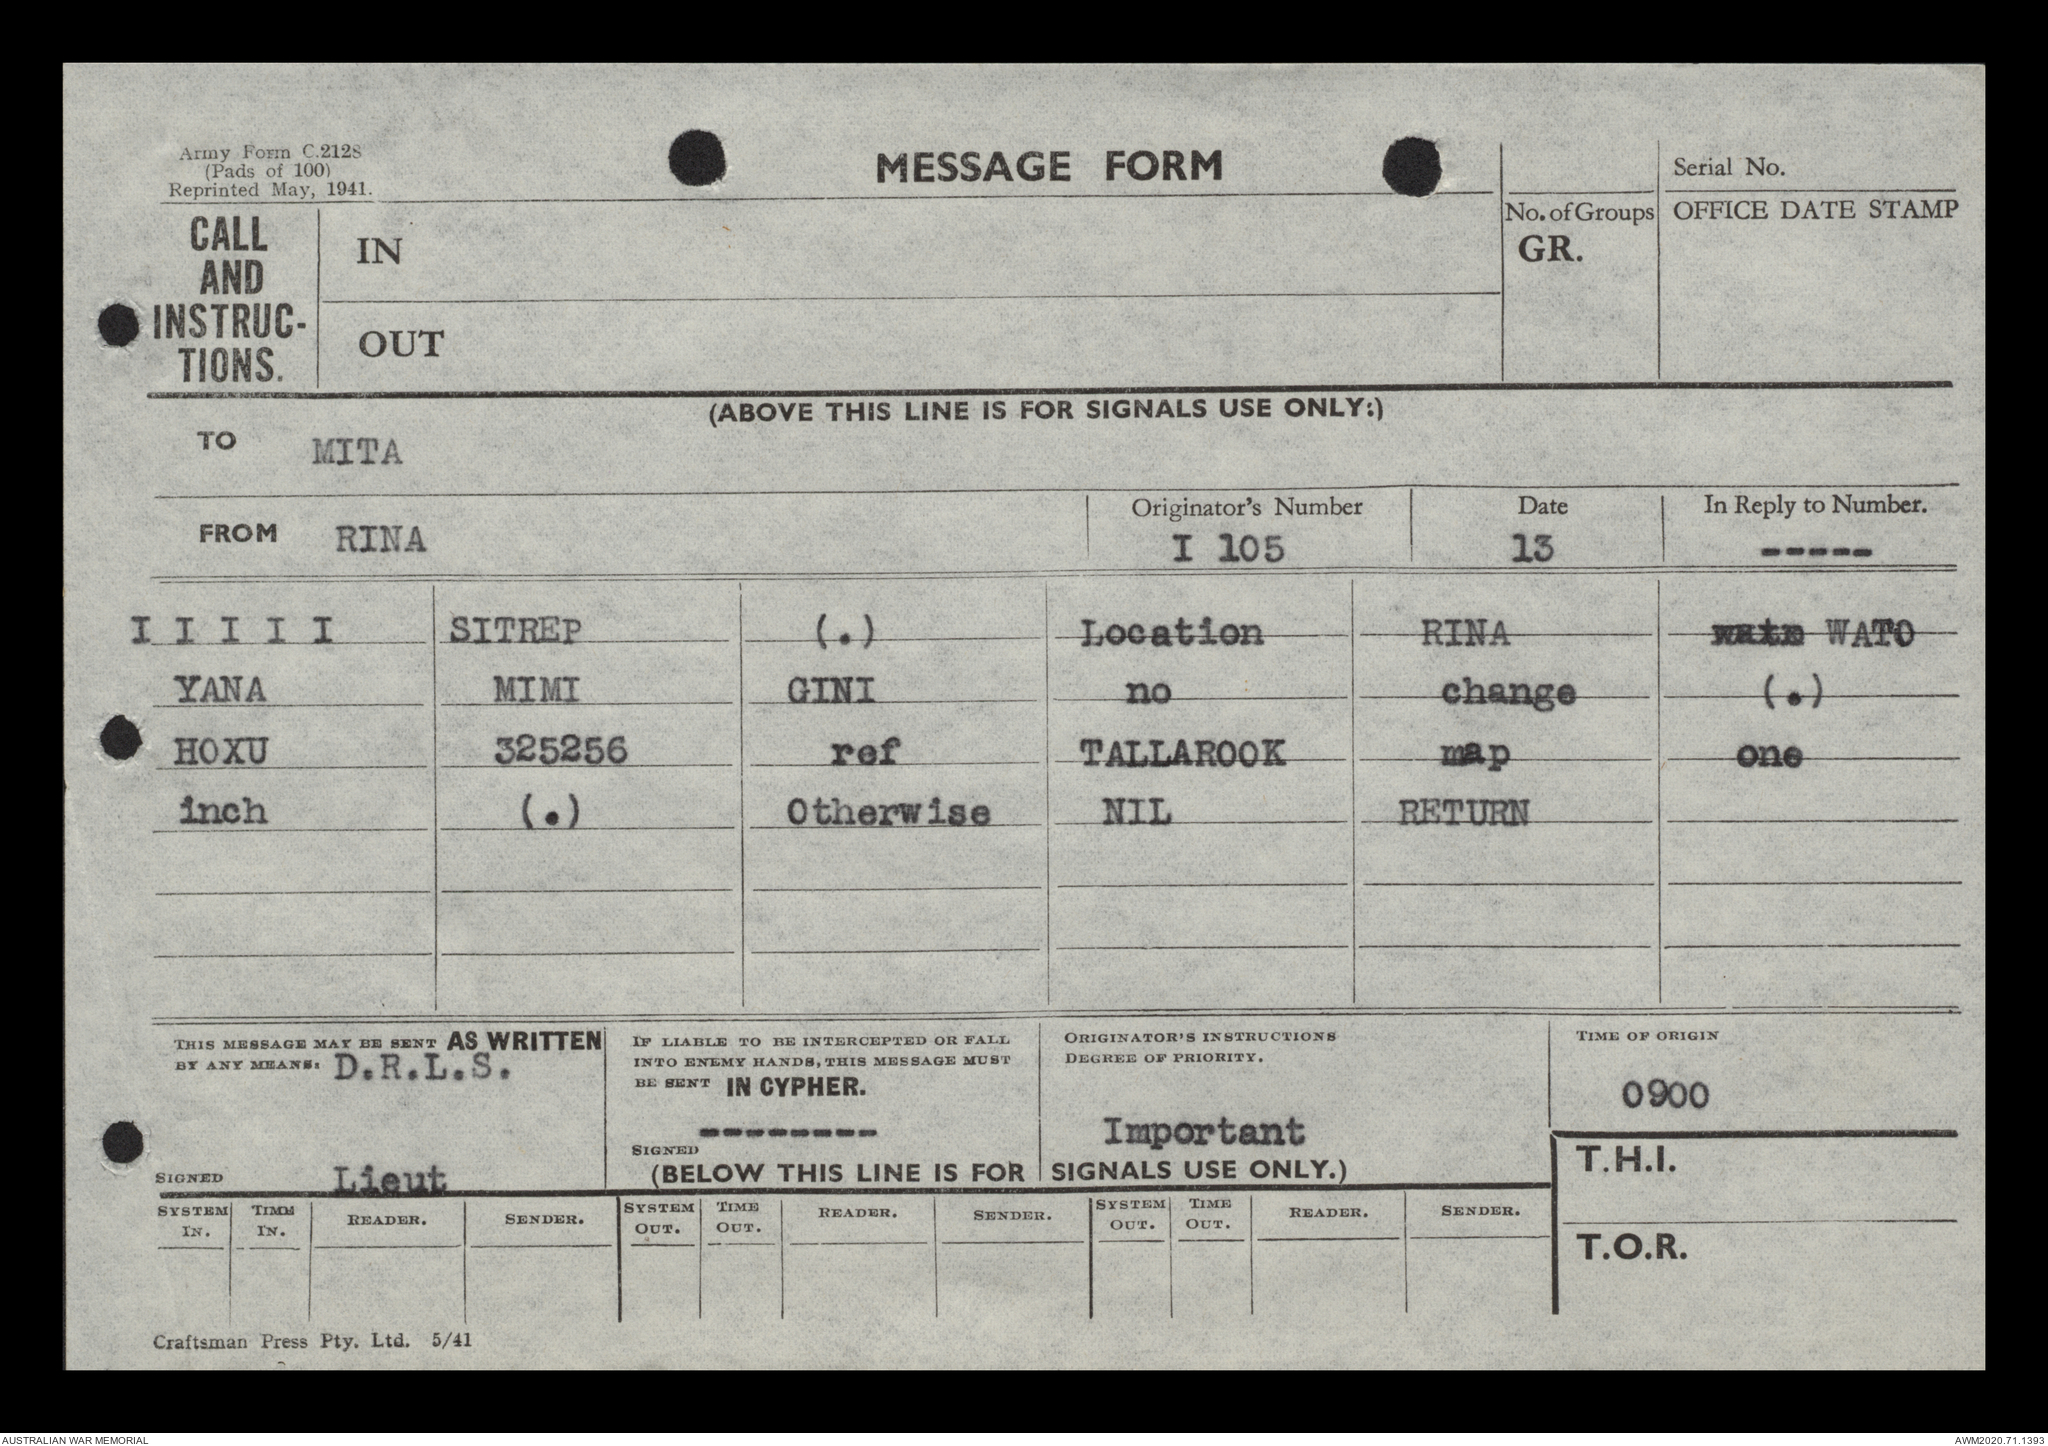 Army Form C.2128
(Pads of 100)
Reprinted May, 1941.
MESSAGE FORM
Serial No.
CALL
AND
INSTRUC-
TIONS.
IN
OUT
No. of Groups
GR.
OFFICE DATE STAMP
(ABOVE THIS LINE IS FOR SIGNALS USE ONLY:)
TO MITA
FROM RINA
Originator's Number
I 105
Date
13
In Reply to Number.
-----
I I I I I SITREP (.) Location RINA WATO
YANA MIMI GINI no change (.)
HOXU 325256 ref TALLAROOK map one
inch (.) Otherwise NIL RETURN
THIS MESSAGE MAY BE SENT AS WRITTEN
BY ANY MEANS: D.R.L.S.
SIGNED Lieut
IF LIABLE TO BE INTERCEPTED OR FALL
INTO ENEMY HANDS, THIS MESSAGE MUST
BE SENT IN CYPHER.
--------
SIGNED
ORIGINATOR'S INSTRUCTIONS
DEGREE OF PRIORITY.
Important
TIME OF ORIGIN
0900
(BELOW THIS LINE IS FOR SIGNALS USE ONLY.)
T.H.I.
T.O.R.
SYSTEM IN. TIME IN. READER. SENDER. SYSTEM OUT. TIME OUT. READER. SENDER. SYSTEM OUT. TIME OUT. READER. SENDER.
Craftsman Press Pty. Ltd. 5/41
AUSTRALIAN WAR MEMORIAL
AWM2020.71.1393